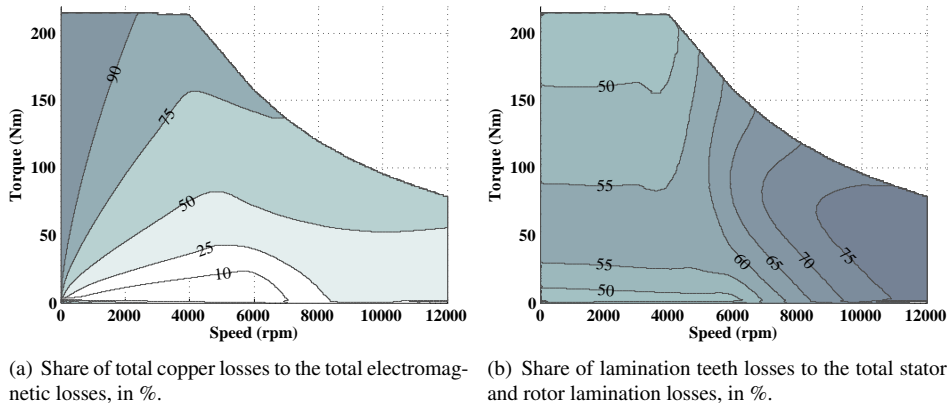 200
150
100
50
0
Torque (Nm)
90
75
50
25
10
0 2000 4000 6000 8000 10000 12000
Speed (rpm)
200
150
100
50
0
Torque (Nm)
50
55
55
50
60
65
70
75
0 2000 4000 6000 8000 10000 12000
Speed (rpm)
(a) Share of total copper losses to the total electromag-
netic losses, in %.
(b) Share of lamination teeth losses to the total stator
and rotor lamination losses, in %.